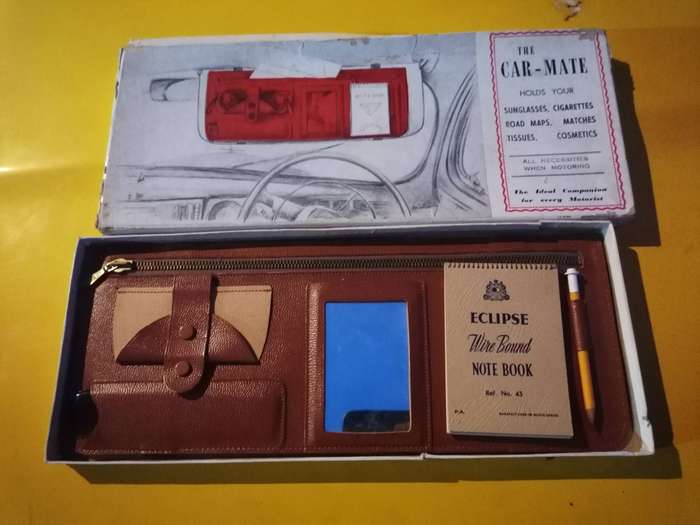 THE
CAR-MATE
HOLDS YOUR
SUNGLASSES, CIGARETTES
ROAD MAPS, MATCHES
TISSUES, COSMETICS
ALL NECESSITIES
WHEN MOTORING
The Ideal Companion
for every Motorist
ECLIPSE
Wire Bound
NOTE BOOK
Ref. No. 43
P.A.